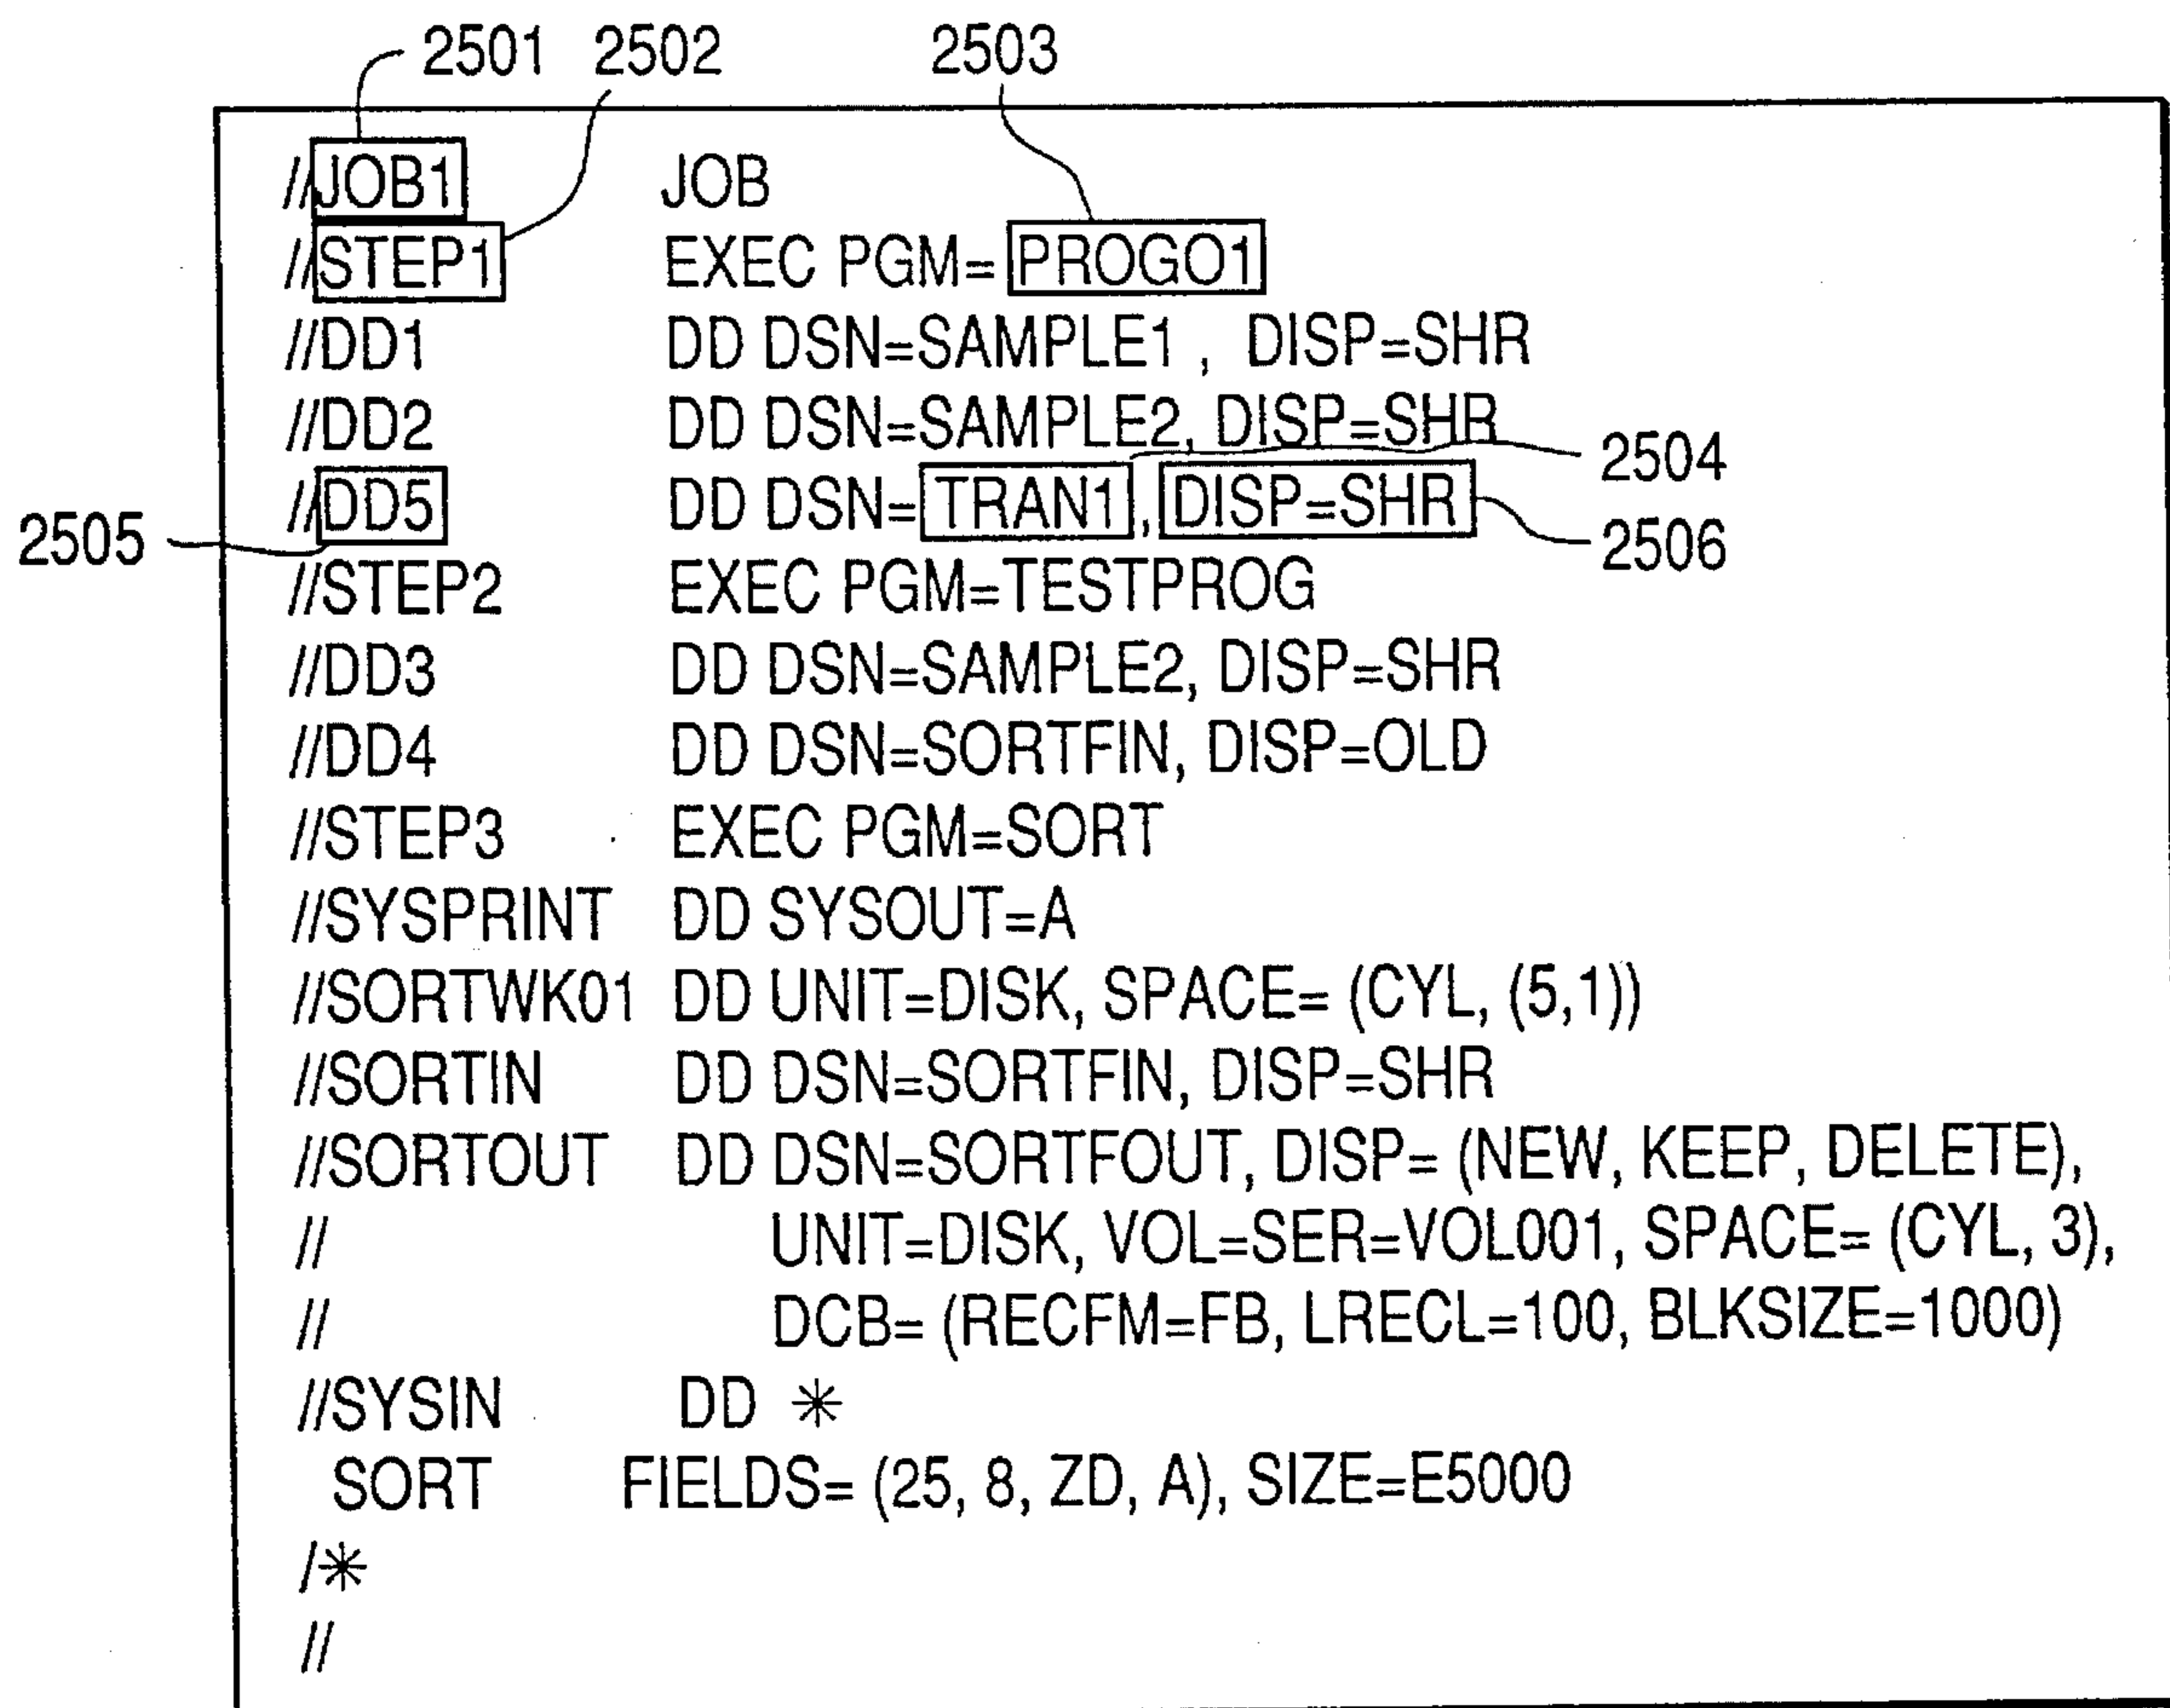 2501 2502 2503
//JOB1 JOB
//STEP1 EXEC PGM= PROGO1
//DD1 DD DSN=SAMPLE1 , DISP=SHR
//DD2 DD DSN=SAMPLE2, DISP=SHR
2504
//DD5 DD DSN= TRAN1, DISP=SHR
2505 2506
//STEP2 EXEC PGM=TESTPROG
//DD3 DD DSN=SAMPLE2, DISP=SHR
//DD4 DD DSN=SORTFIN, DISP=OLD
//STEP3 EXEC PGM=SORT
//SYSPRINT DD SYSOUT=A
//SORTWK01 DD UNIT=DISK, SPACE= (CYL, (5,1))
//SORTIN DD DSN=SORTFIN, DISP=SHR
//SORTOUT DD DSN=SORTFOUT, DISP= (NEW, KEEP, DELETE),
// UNIT=DISK, VOL=SER=VOL001, SPACE= (CYL, 3),
// DCB= (RECFM=FB, LRECL=100, BLKSIZE=1000)
//SYSIN DD *
SORT FIELDS= (25, 8, ZD, A), SIZE=E5000
/*
//